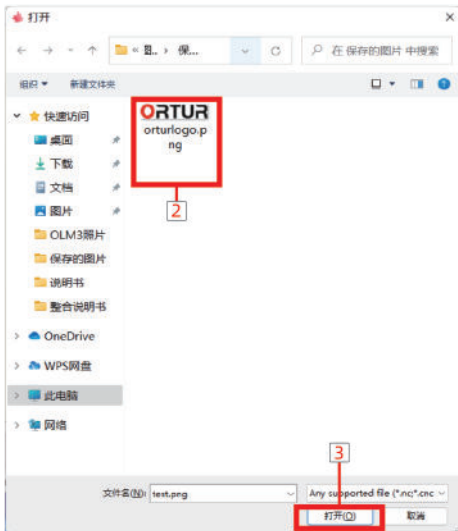 打开
保... 在 保存的图片 中搜索
组织 新建文件夹
快速访问
桌面
下载
文档
图片
OLM3照片
保存的图片
说明书
整合说明书
OneDrive
WPS网盘
此电脑
网络
ORTUR
orturlogo.p
ng
2
3
文件名(N): test.png Any supported file (*.nc;*.cnc
打开(O) 取消